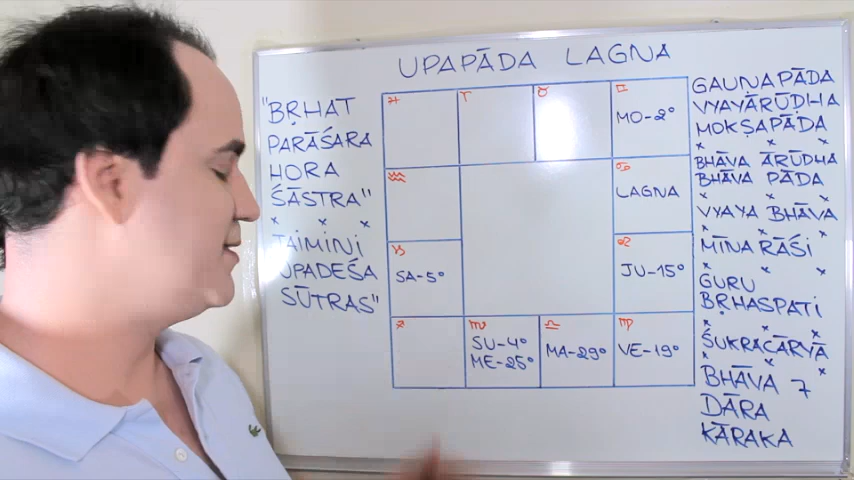 UPAPĀDA LAGNA
"BṚHAT
PARĀŚARA
HORA
ŚĀSTRA"
x x x
JAIMINI
UPADEŚA
SŪTRAS"
♓ ♈ ♉ ♊
MO-2°
♒ ♋
LAGNA
♑ ♌
SA-5° JU-15°
♐ ♏ ♎ ♍
SU-4°
ME-25° MA-29° VE-19°
GAUṆAPĀDA
VYAYĀRŪḌHA
MOKṢAPĀDA
x x x
BHĀVA ĀRŪḌHA
BHĀVA PĀDA
x x x
VYAYA BHĀVA
x x x
MĪNA RĀŚI
x x x
GURU
BṚHASPATI
x x x
ŚUKRACĀRYĀ
x x x
BHĀVA 7
DĀRA
KĀRAKA